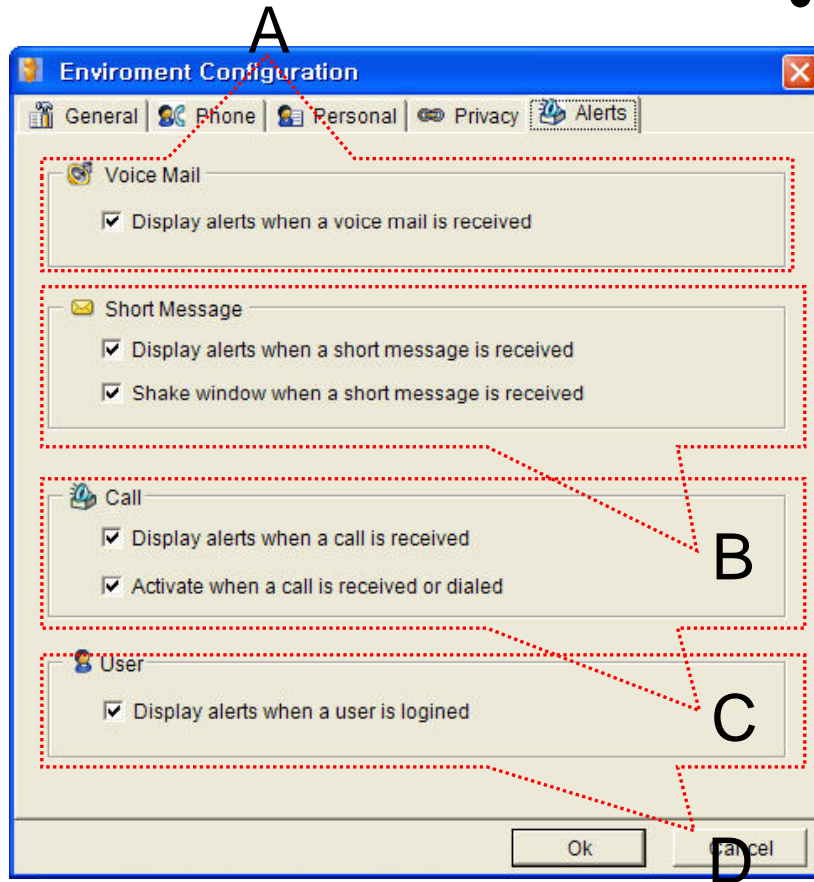 A
Enviroment Configuration
General Phone Personal Privacy Alerts
Voice Mail
Display alerts when a voice mail is received
Short Message
Display alerts when a short message is received
Shake window when a short message is received
Call
Display alerts when a call is received
B
Activate when a call is received or dialed
User
Display alerts when a user is logined
C
Ok Cancel
D